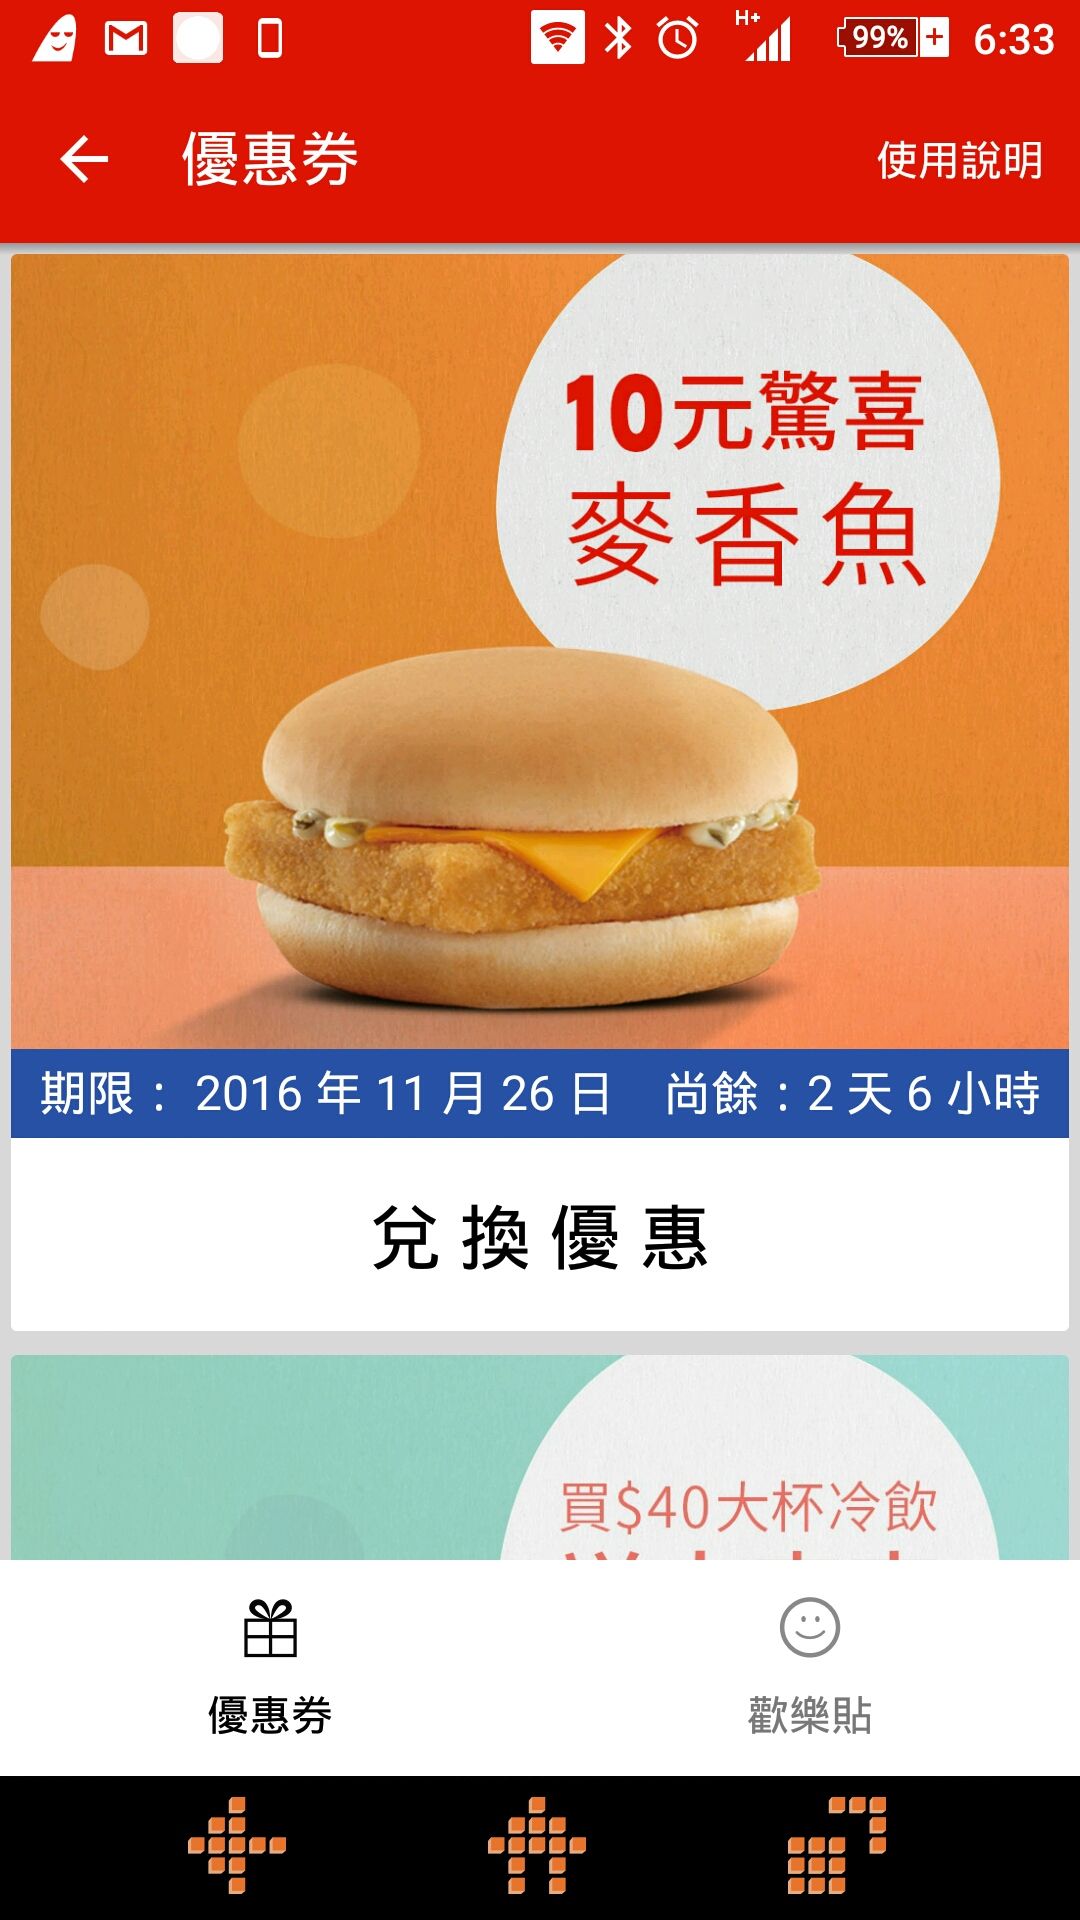 H+
99%
6:33
優惠券
使用說明
10元驚喜
麥香魚
期限： 2016 年 11 月 26 日
尚餘：2 天 6 小時
兌換優惠
買$40大杯冷飲
優惠券
歡樂貼